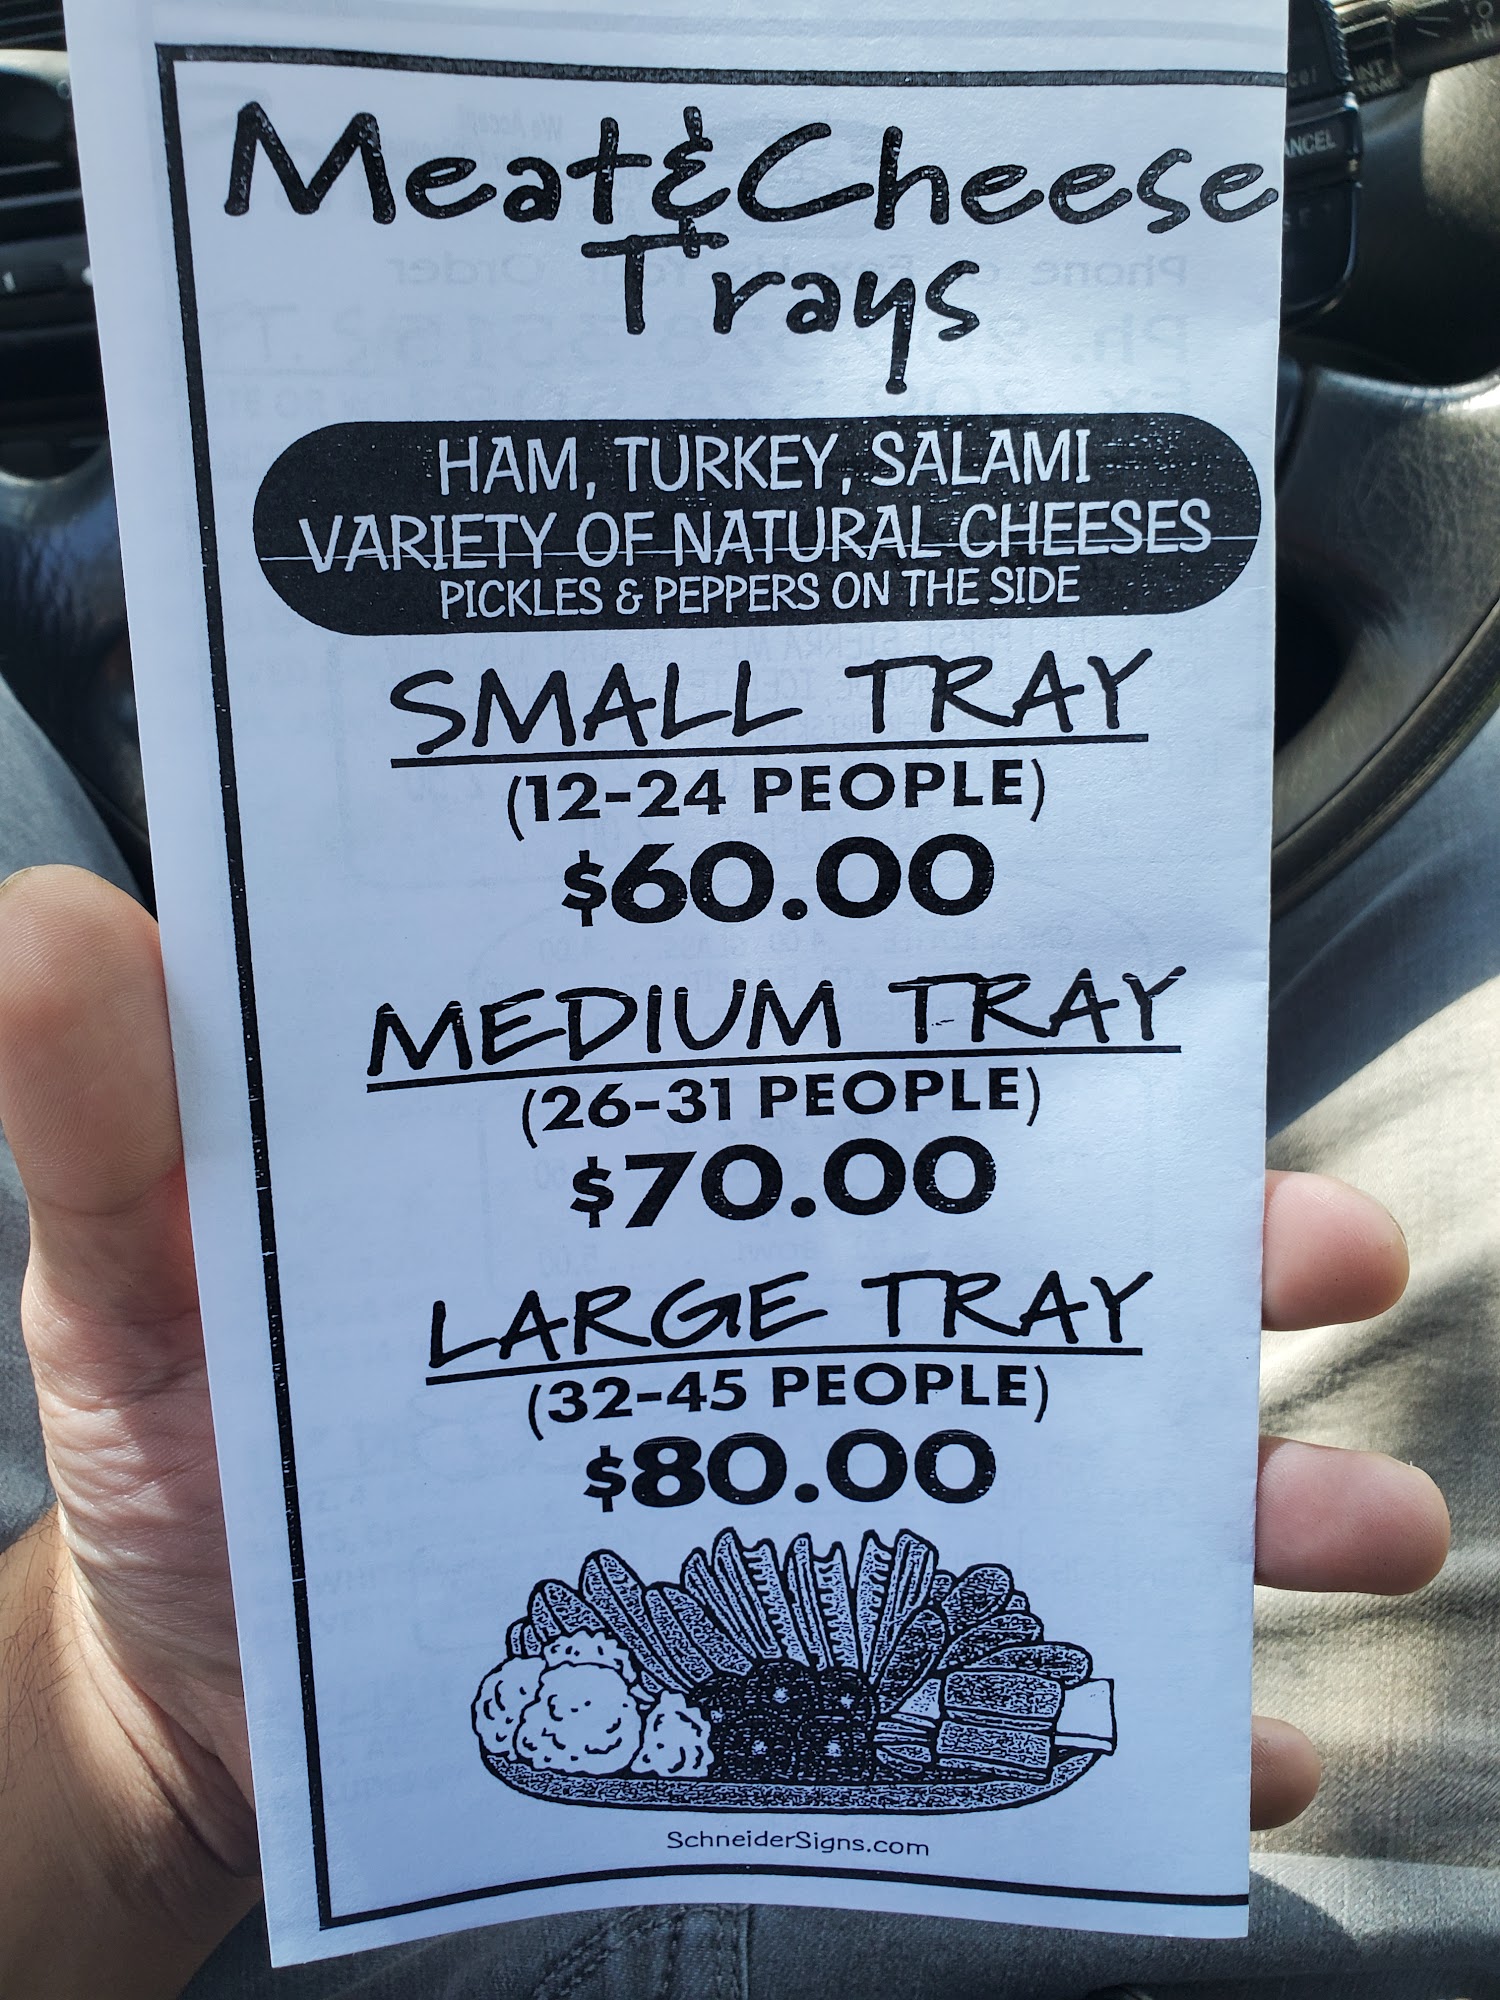 Meat & Cheese
Trays
HAM, TURKEY, SALAMI
VARIETY OF NATURAL CHEESES
PICKLES & PEPPERS ON THE SIDE
SMALL TRAY
(12-24 PEOPLE)
$60.00
MEDIUM TRAY
(26-31 PEOPLE)
$70.00
LARGE TRAY
(32-45 PEOPLE)
$80.00
SchneiderSigns.com